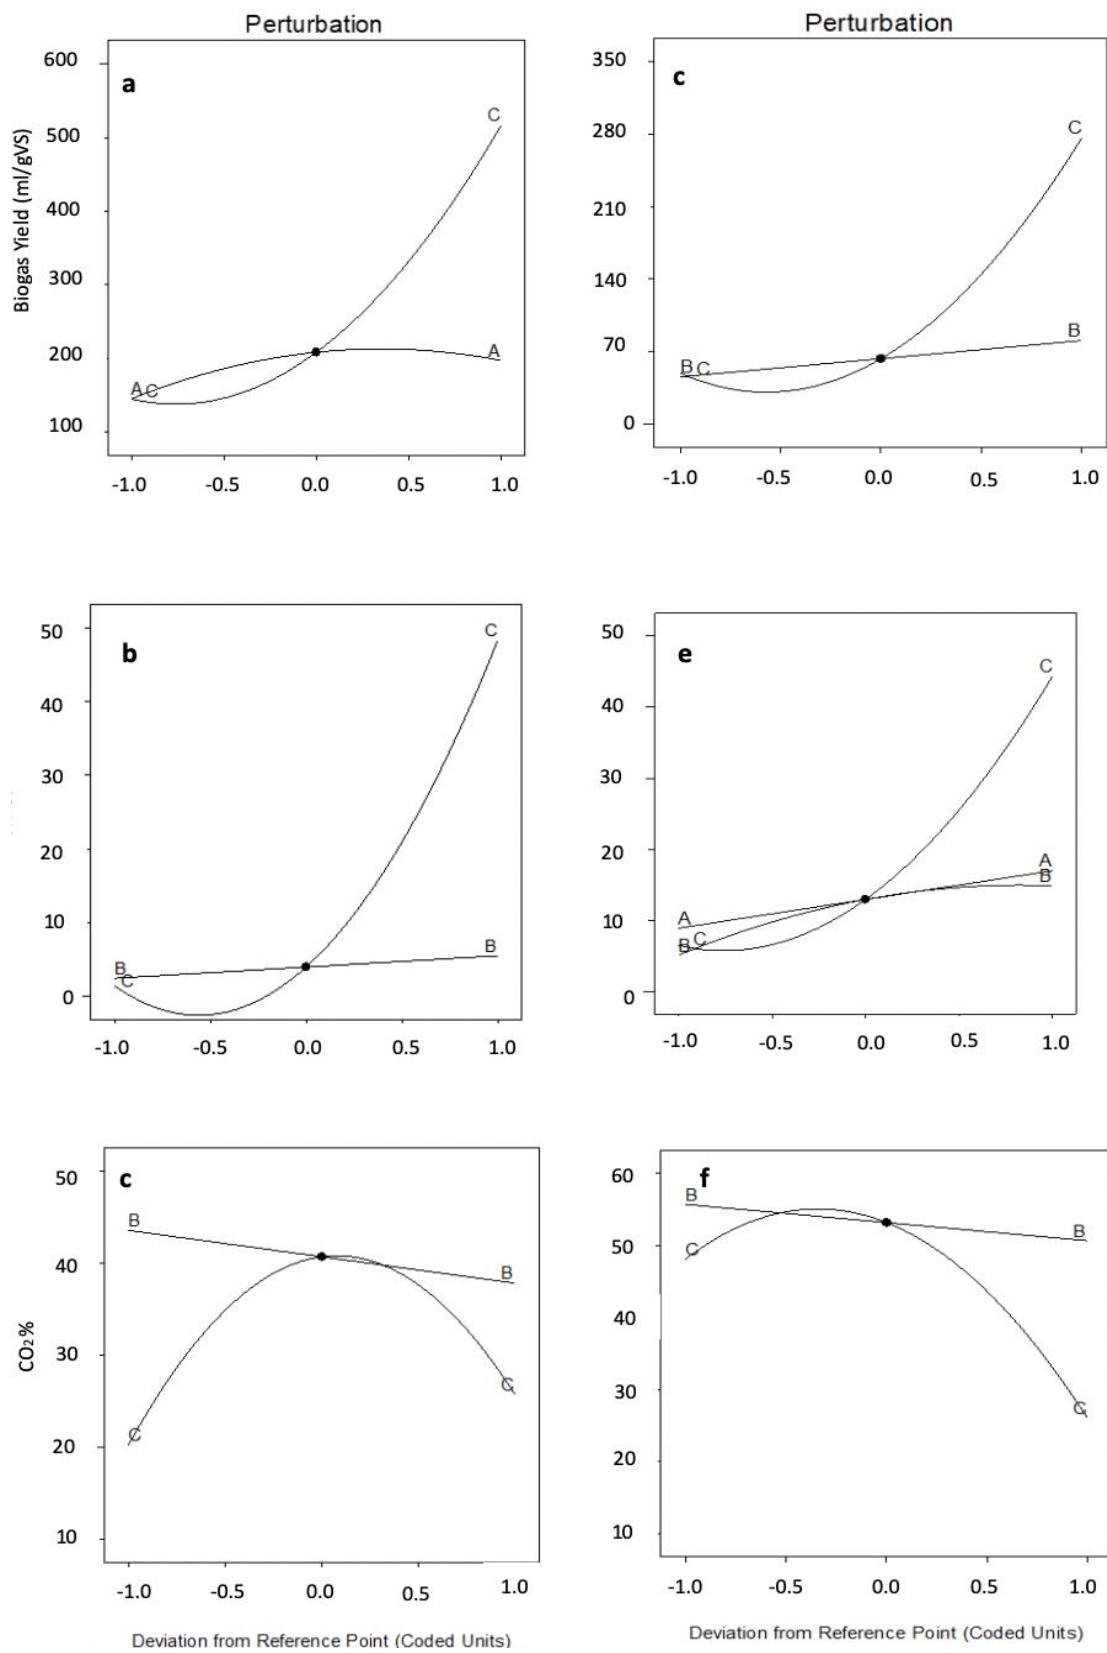 Perturbation
a
Biogas Yield (ml/gVS)
600
500
400
300
200
100
C
A
A C
-1.0 -0.5 0.0 0.5 1.0
Perturbation
c
350
280
210
140
70
0
C
B
B C
-1.0 -0.5 0.0 0.5 1.0
b
50
40
30
20
10
0
C
B
B
C
-1.0 -0.5 0.0 0.5 1.0
e
50
40
30
20
10
0
C
A
B
A
B C
-1.0 -0.5 0.0 0.5 1.0
c
CO2%
50
40
30
20
10
B
B
C
C
-1.0 -0.5 0.0 0.5 1.0
Deviation from Reference Point (Coded Units)
f
60
50
40
30
20
10
B
B
C
C
-1.0 -0.5 0.0 0.5 1.0
Deviation from Reference Point (Coded Units)